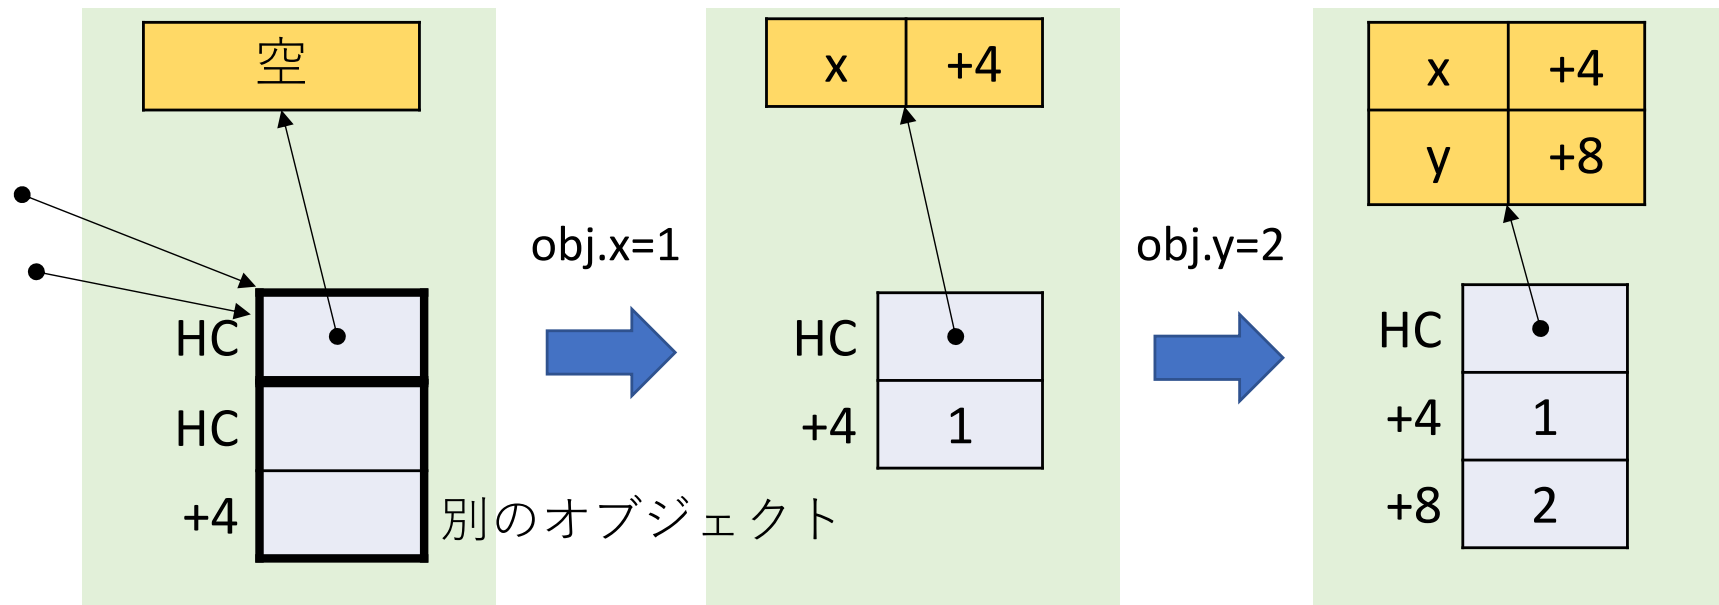 空
HC
HC
+4
別のオブジェクト
obj.x=1
x +4
HC
+4 1
obj.y=2
x +4
y +8
HC
+4 1
+8 2